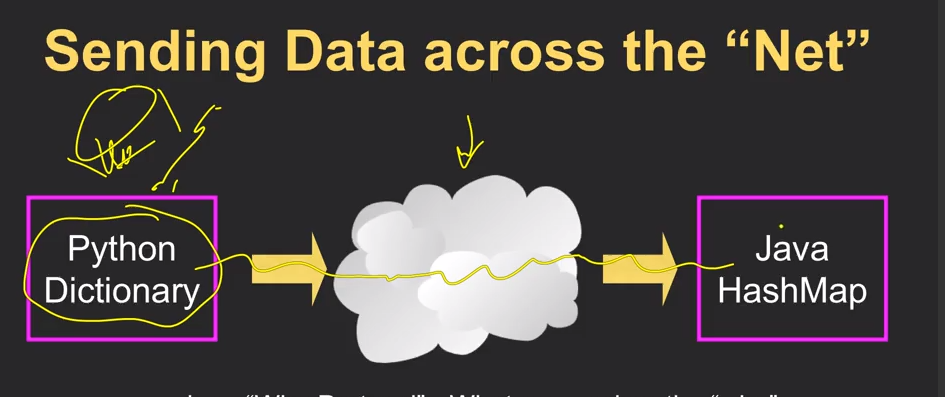 Sending Data across the “Net”
Python
Dictionary
Java
HashMap